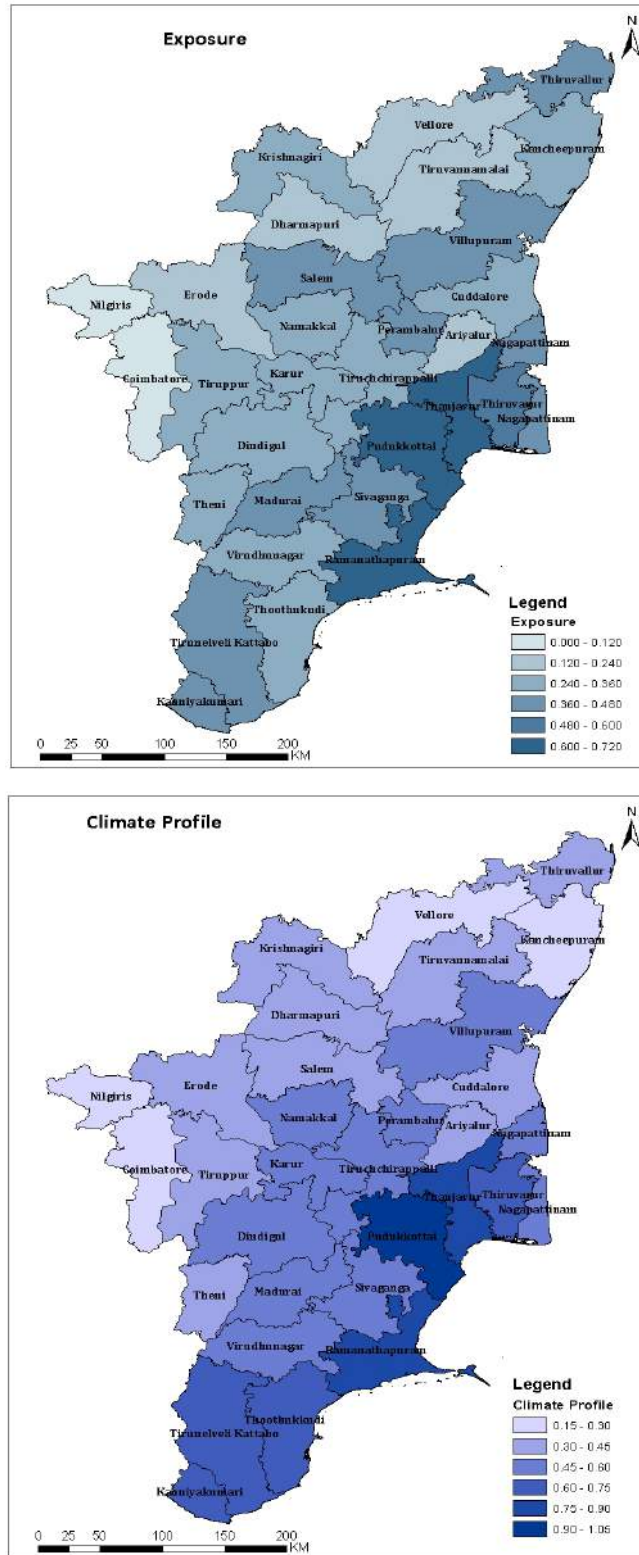 Exposure
N
Thiruvallur
Vellore
Kancheepuram
Krishnagiri
Tiruvannamalai
Dharmapuri
Villupuram
Salem
Nilgiris
Erode
Cuddalore
Namakkal
Perambalur
Ariyalur
Nagapattinam
Coimbatore
Tiruppur
Karur
Tiruchchirappalli
Thanjavur
Thiruvarur
Nagapattinam
Dindigul
Pudukkottai
Madurai
Sivaganga
Theni
Virudhunagar
Ramanathapuram
Thoothukudi
Tirunelveli Kattabo
Kanniyakumari
Legend
Exposure
0.000 - 0.120
0.120 - 0.240
0.240 - 0.360
0.360 - 0.480
0.480 - 0.600
0.600 - 0.720
0 25 50 100 150 200
KM
Climate Profile
N
Thiruvallur
Vellore
Kancheepuram
Krishnagiri
Tiruvannamalai
Dharmapuri
Villupuram
Salem
Nilgiris
Erode
Cuddalore
Namakkal
Perambalur
Ariyalur
Nagapattinam
Coimbatore
Tiruppur
Karur
Tiruchchirappalli
Thanjavur
Thiruvarur
Nagapattinam
Dindigul
Pudukkottai
Madurai
Sivaganga
Theni
Virudhunagar
Ramanathapuram
Thoothukudi
Tirunelveli Kattabo
Kanniyakumari
Legend
Climate Profile
0.15 - 0.30
0.30 - 0.45
0.45 - 0.60
0.60 - 0.75
0.75 - 0.90
0.90 - 1.05
0 25 50 100 150 200
KM